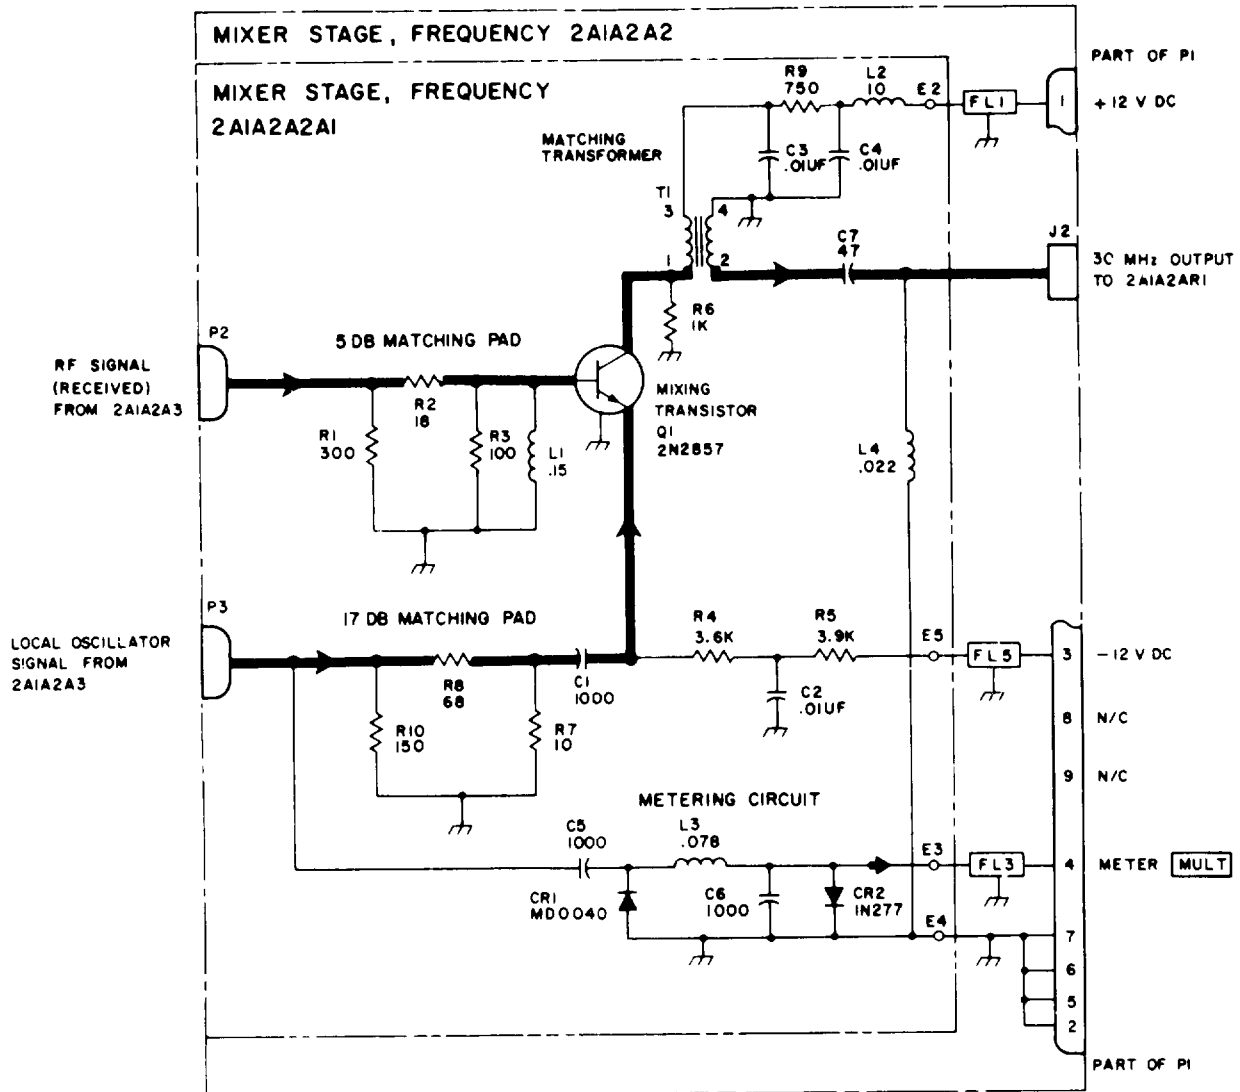 MIXER STAGE, FREQUENCY 2A1A2A2
MIXER STAGE, FREQUENCY
2A1A2A2A1
PART OF P1
R9
750
L2
10
E2
FL1
1
+12 V DC
MATCHING
TRANSFORMER
C3
.01UF
C4
.01UF
T1
3
4
1
2
C7
47
J2
30 MHz OUTPUT
TO 2A1A2AR1
R6
1K
P2
5 DB MATCHING PAD
RF SIGNAL
(RECEIVED)
FROM 2A1A2A3
R2
18
R1
300
R3
100
L1
.15
MIXING
TRANSISTOR
Q1
2N2857
L4
.022
P3
17 DB MATCHING PAD
LOCAL OSCILLATOR
SIGNAL FROM
2A1A2A3
R8
68
C1
1000
R10
150
R7
10
R4
3.6K
R5
3.9K
E5
FL5
3
-12 V DC
C2
.01UF
8
N/C
9
N/C
METERING CIRCUIT
C5
1000
L3
.078
E3
FL3
4
METER MULT
CR1
MD0040
C6
1000
CR2
1N277
E4
7
6
5
2
PART OF P1